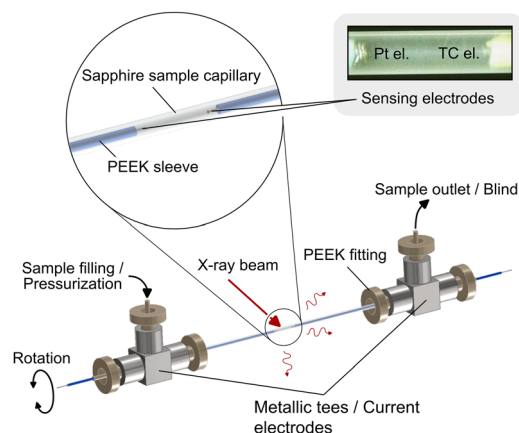 Pt el.
TC el.
Sapphire sample capillary
Sensing electrodes
PEEK sleeve
Sample outlet / Blind
PEEK fitting
X-ray beam
Sample filling /
Pressurization
Rotation
Metallic tees / Current
electrodes